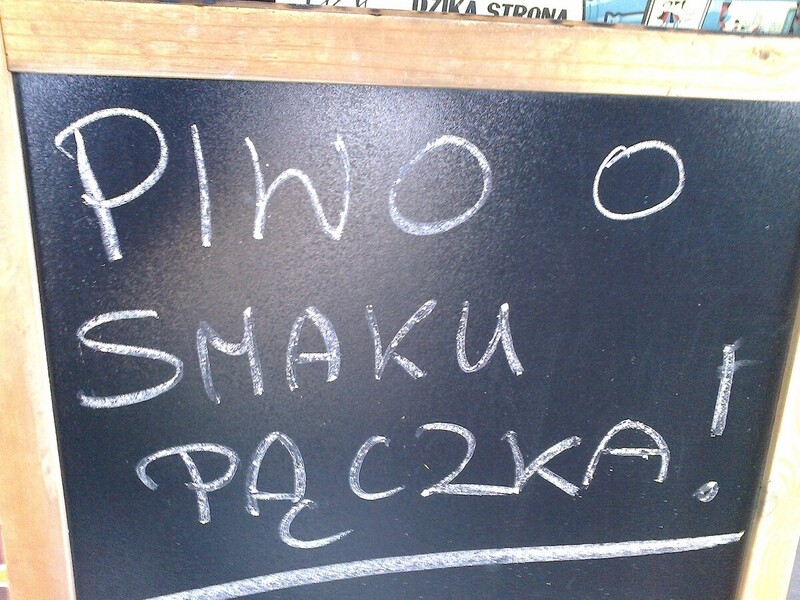 DZIKA STRONA
PIWO O
SMAKU
PĄCZKA!